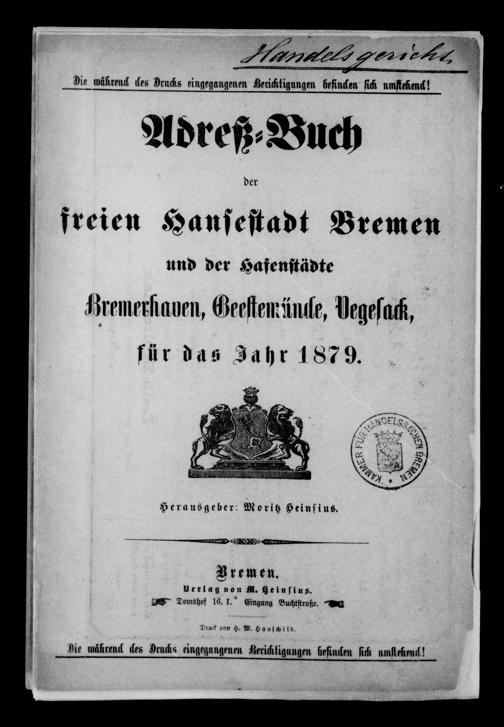 Handelsgericht.
Die während des Drucks eingegangenen Berichtigungen befinden sich umstehend!
Adreß-Buch
der
freien Hansestadt Bremen
und der Hafenstädte
Bremerhaven, Geestemünde, Vegesack,
für das Jahr 1879.
KAMMER FÜR HANDELSSACHEN BREMEN
Herausgeber: Moritz Heinsius.
Bremen.
Verlag von M. Heinsius.
Domshof 16, I. Eingang Buchtstraße.
Druck von H. M. Hauschild.
Die während des Drucks eingegangenen Berichtigungen befinden sich umstehend!